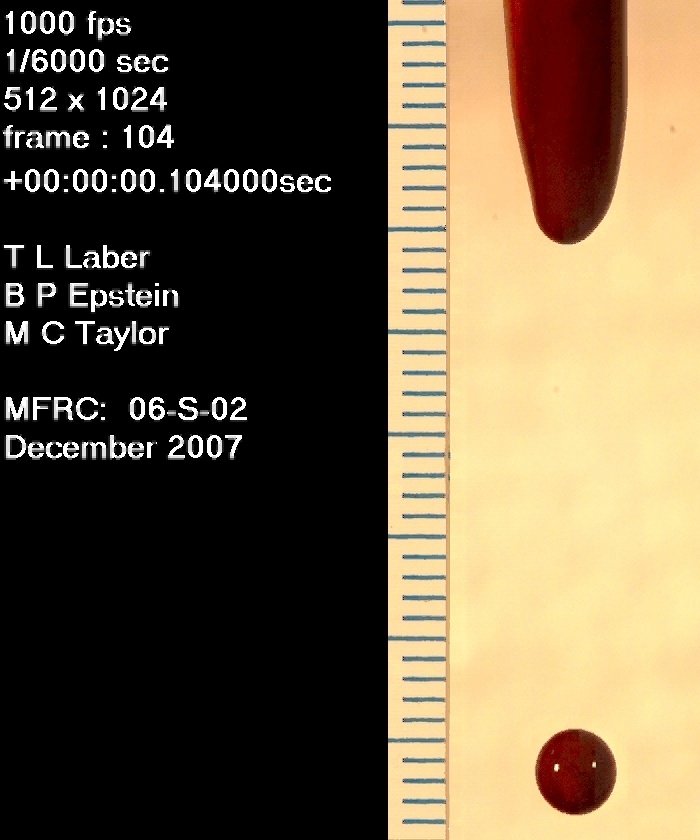 1000 fps
1/6000 sec
512 x 1024
frame : 104
+00:00:00.104000sec
T L Laber
B P Epstein
M C Taylor
MFRC: 06-S-02
December 2007